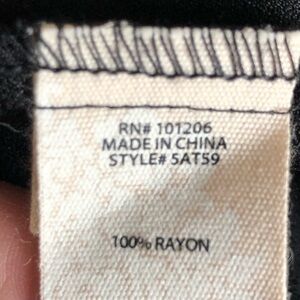 RN# 101206
MADE IN CHINA
STYLE# 5AT59
100% RAYON